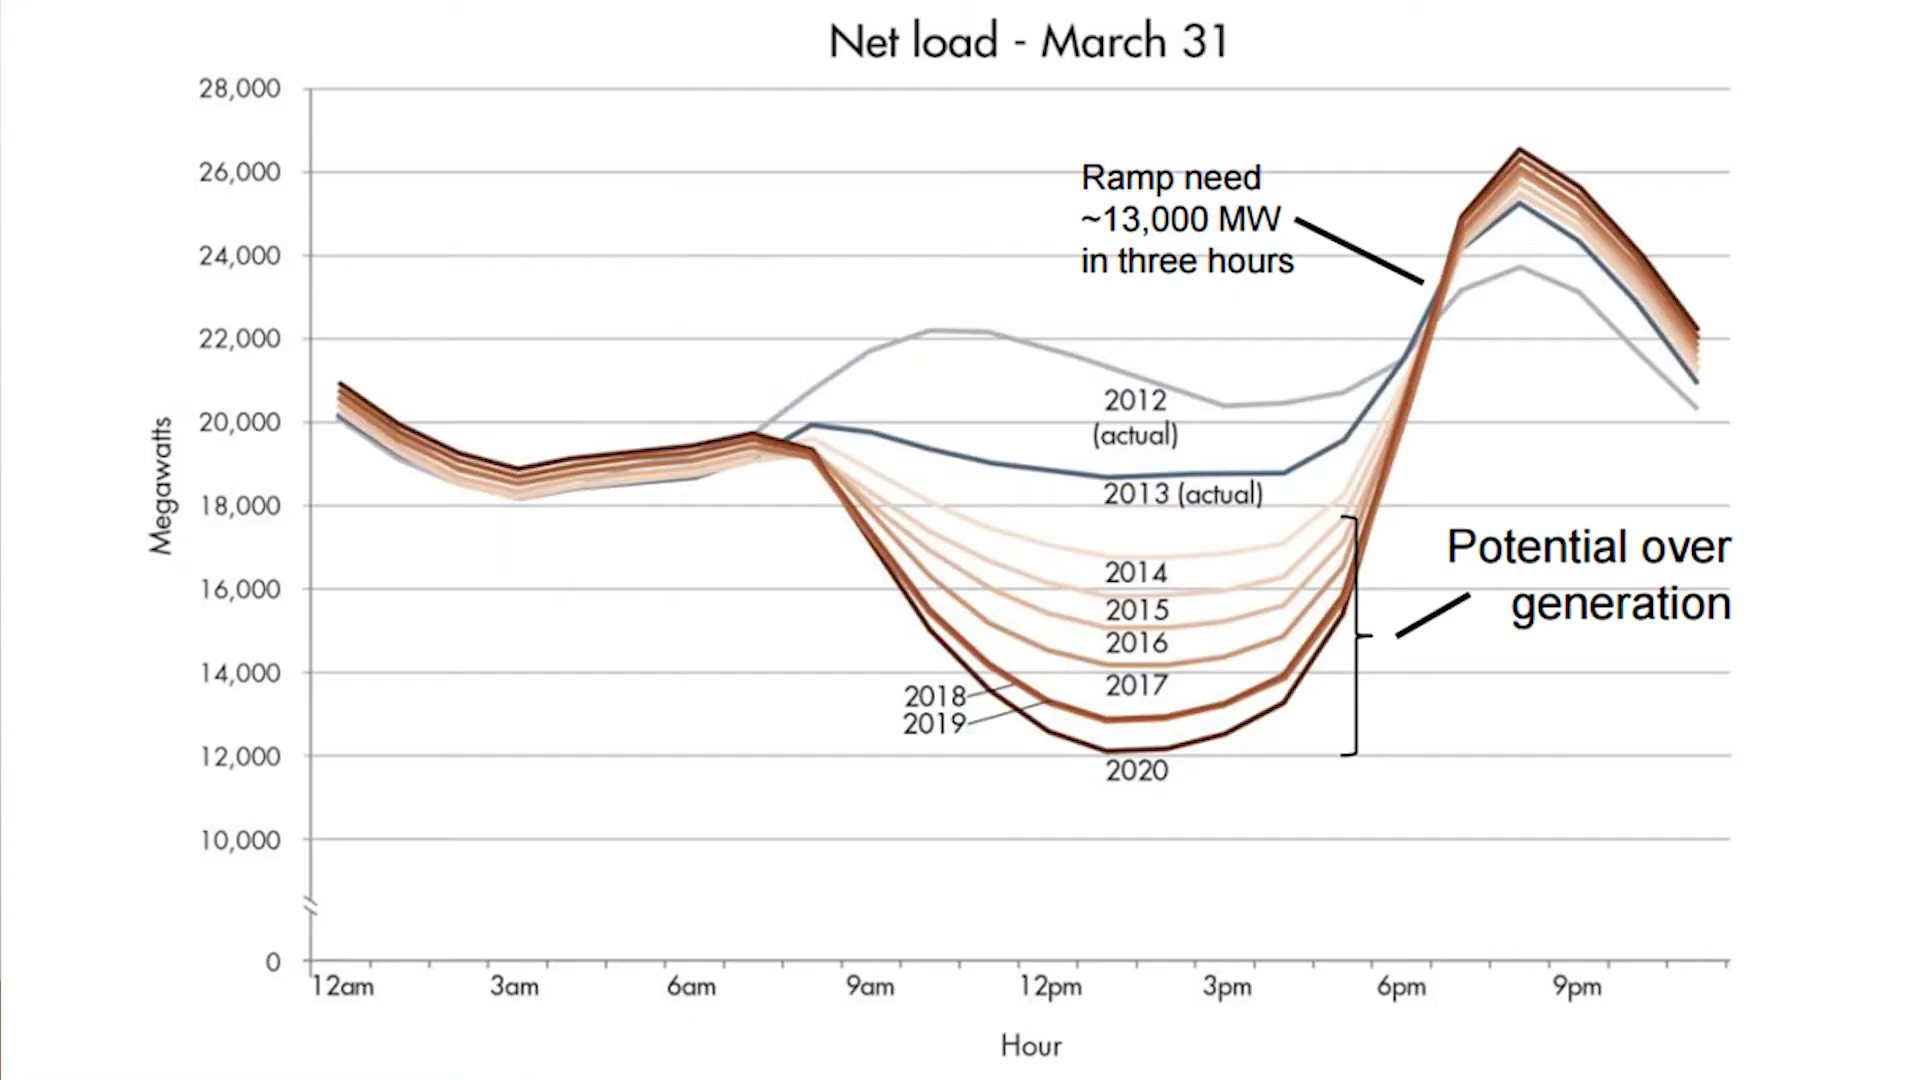 Net load - March 31
28,000
26,000
24,000
22,000
20,000
18,000
16,000
14,000
12,000
10,000
0
Megawatts
Ramp need
~13,000 MW
in three hours
2012
(actual)
2013 (actual)
Potential over
generation
2014
2015
2016
2017
2018
2019
2020
12am 3am 6am 9am 12pm 3pm 6pm 9pm
Hour